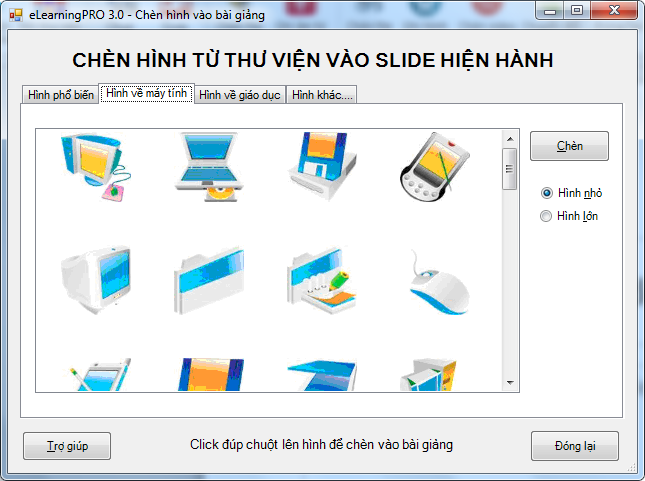 eLearningPRO 3.0 - Chèn hình vào bài giảng
CHÈN HÌNH TỪ THƯ VIỆN VÀO SLIDE HIỆN HÀNH
Hình phổ biến
Hình về máy tính
Hình về giáo dục
Hình khác....
Chèn
Hình nhỏ
Hình lớn
Trợ giúp
Click đúp chuột lên hình để chèn vào bài giảng
Đóng lại